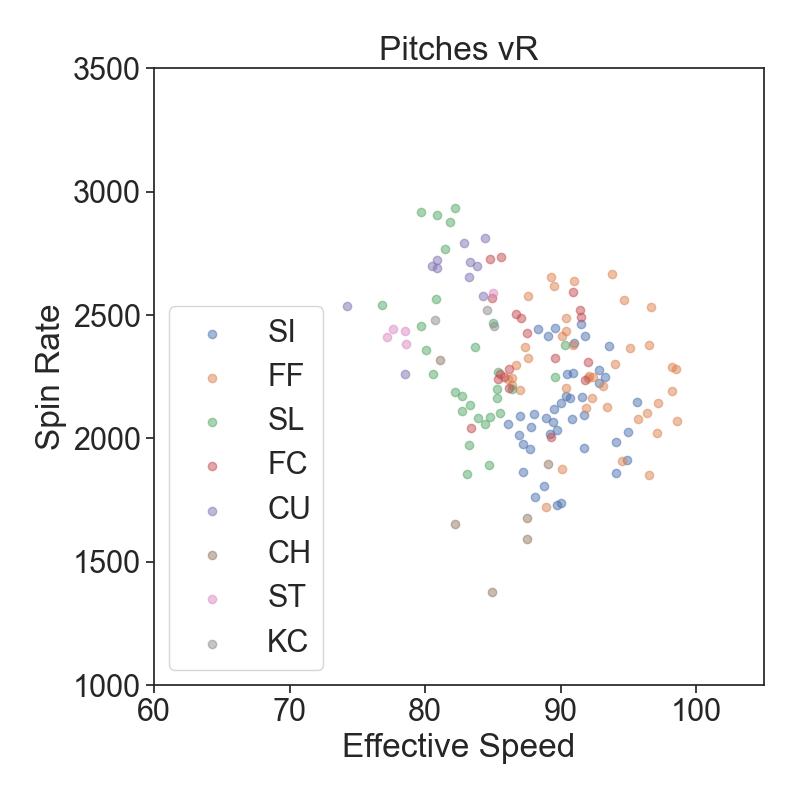 Pitches vR
3500
3000
2500
2000
1500
1000
Spin Rate
SI
FF
SL
FC
CU
CH
ST
KC
60 70 80 90 100
Effective Speed